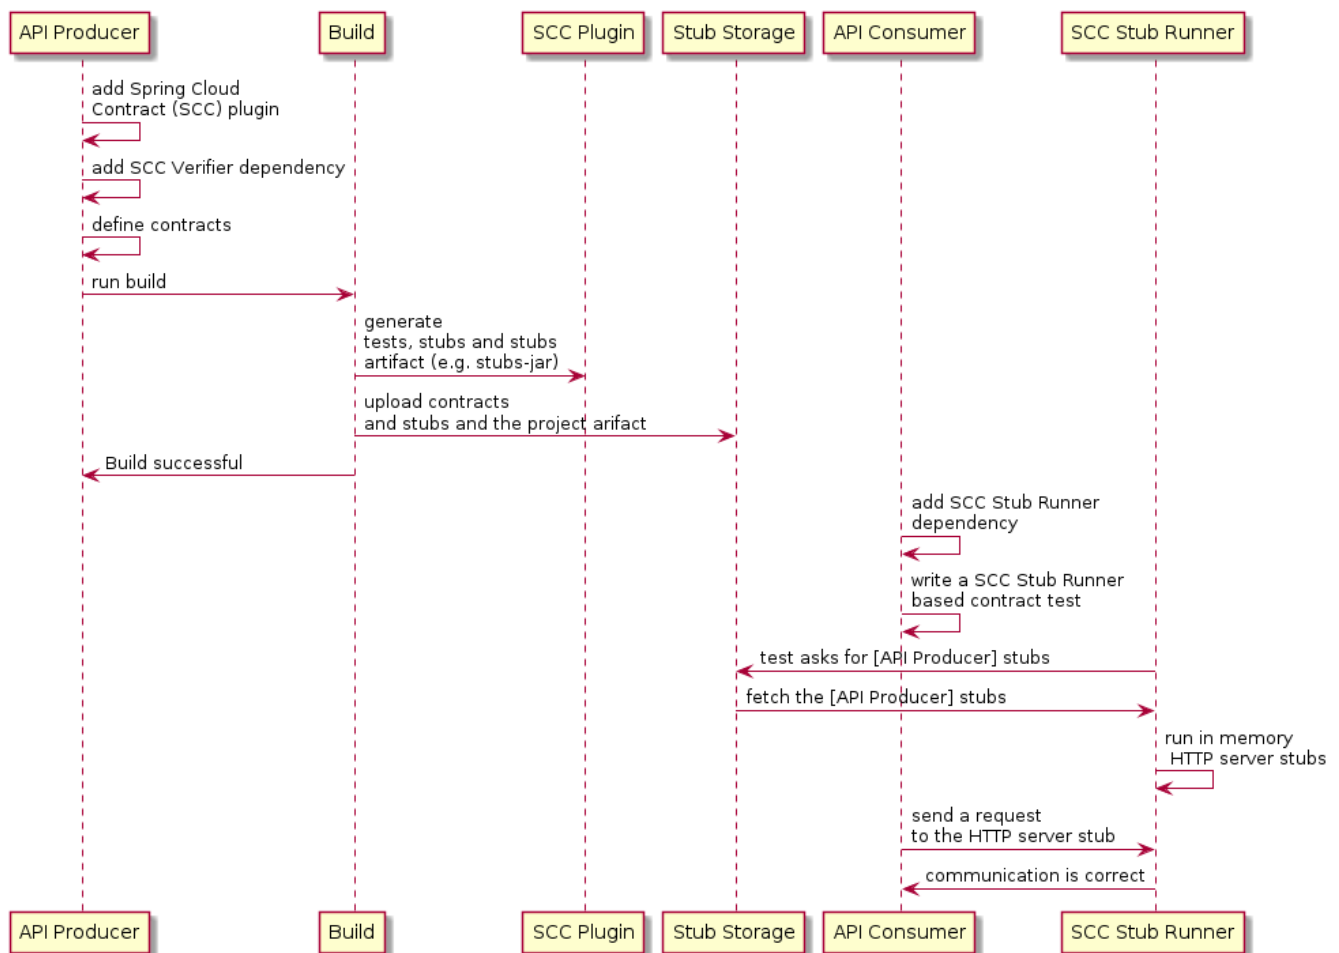 API Producer
Build
SCC Plugin
Stub Storage
API Consumer
SCC Stub Runner
add Spring Cloud
Contract (SCC) plugin
add SCC Verifier dependency
define contracts
run build
generate
tests, stubs and stubs
artifact (e.g. stubs-jar)
upload contracts
and stubs and the project arifact
Build successful
add SCC Stub Runner
dependency
write a SCC Stub Runner
based contract test
test asks for [API Producer] stubs
fetch the [API Producer] stubs
run in memory
HTTP server stubs
send a request
to the HTTP server stub
communication is correct
API Producer
Build
SCC Plugin
Stub Storage
API Consumer
SCC Stub Runner